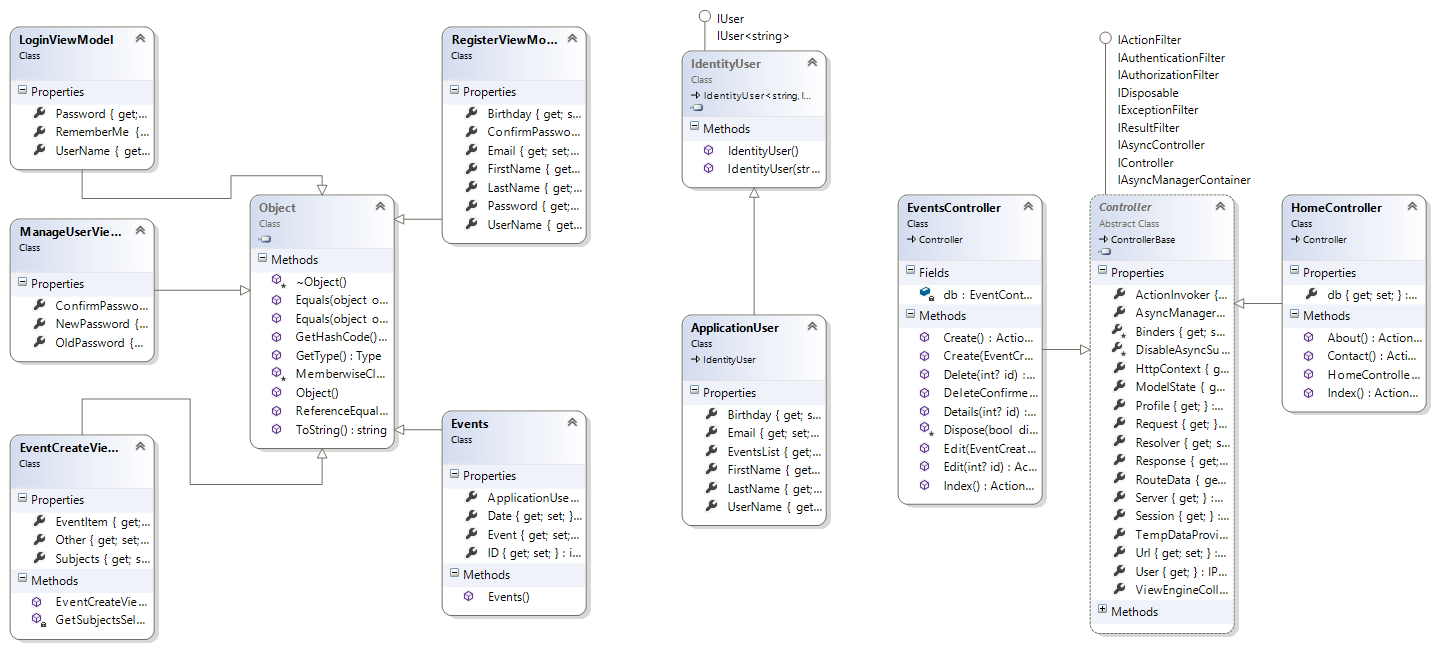 LoginViewModel
Class
Properties
Password { get;...
RememberMe {...
UserName { get...
ManageUserVie...
Class
Properties
ConfirmPasswo...
NewPassword {...
OldPassword {...
EventCreateVie...
Class
Properties
EventItem { get;...
Other { get; set;...
Subjects { get; s...
Methods
EventCreateVie...
GetSubjectsSel...
Object
Class
Methods
~Object()
Equals(object o...
Equals(object o...
GetHashCode()...
GetType() : Type
MemberwiseCl...
Object()
ReferenceEqual...
ToString() : string
RegisterViewMo...
Class
Properties
Birthday { get; s...
ConfirmPasswo...
Email { get; set;...
FirstName { get...
LastName { get;...
Password { get;...
UserName { get...
Events
Class
Properties
ApplicationUse...
Date { get; set; }...
Event { get; set;...
ID { get; set; } : i...
Methods
Events()
IUser
IUser<string>
IdentityUser
Class
IdentityUser<string, I...
Methods
IdentityUser()
IdentityUser(str...
ApplicationUser
Class
IdentityUser
Properties
Birthday { get; s...
Email { get; set;...
EventsList { get;...
FirstName { get...
LastName { get;...
UserName { get...
EventsController
Class
Controller
Fields
db : EventCont...
Methods
Create() : Actio...
Create(EventCr...
Delete(int? id) :...
DeleteConfirme...
Details(int? id) :...
Dispose(bool di...
Edit(EventCreat...
Edit(int? id) : Ac...
Index() : Action...
IActionFilter
IAuthenticationFilter
IAuthorizationFilter
IDisposable
IExceptionFilter
IResultFilter
IAsyncController
IController
IAsyncManagerContainer
Controller
Abstract Class
ControllerBase
Properties
ActionInvoker {...
AsyncManager...
Binders { get; s...
DisableAsyncSu...
HttpContext { g...
ModelState { g...
Profile { get; } :...
Request { get; }...
Resolver { get; s...
Response { get;...
RouteData { ge...
Server { get; } :...
Session { get; } :...
TempDataProvi...
Url { get; set; } :...
User { get; } : IP...
ViewEngineColl...
Methods
HomeController
Class
Controller
Properties
db { get; set; } :...
Methods
About() : Action...
Contact() : Acti...
HomeControlle...
Index() : Action...